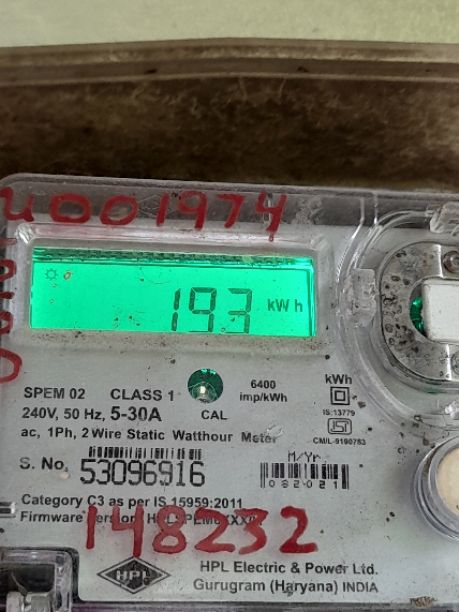 U001974
193 kWh
6400 imp/kWh
kWh
SPEM 02 CLASS 1
240V, 50 Hz, 5-30A
CAL
IS:13779
ac, 1Ph, 2 Wire Static Watthour Meter
CM/L-9190763
M/Yr
S. No. 53096916
082021
Category C3 as per IS 15959:2011
Firmware
148232
HPL
HPL Electric & Power Ltd.
Gurugram (Haryana) INDIA